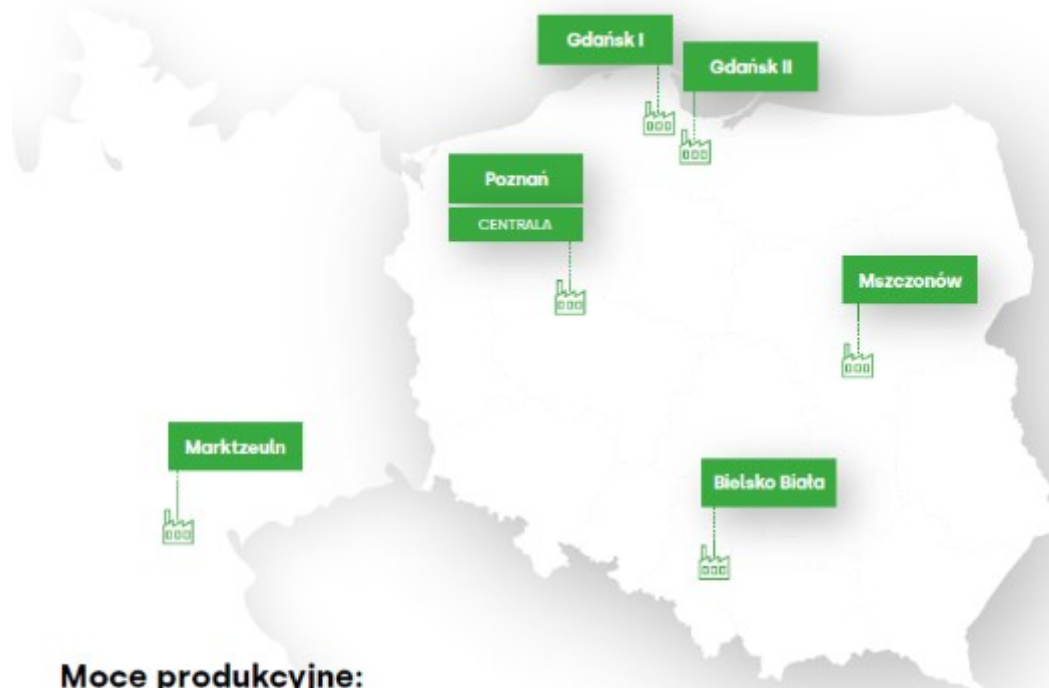 Gdańsk I
Gdańsk II
Poznań
CENTRALA
Mszczonów
Marktzeuln
Bielsko Biała
Moce produkcyjne: